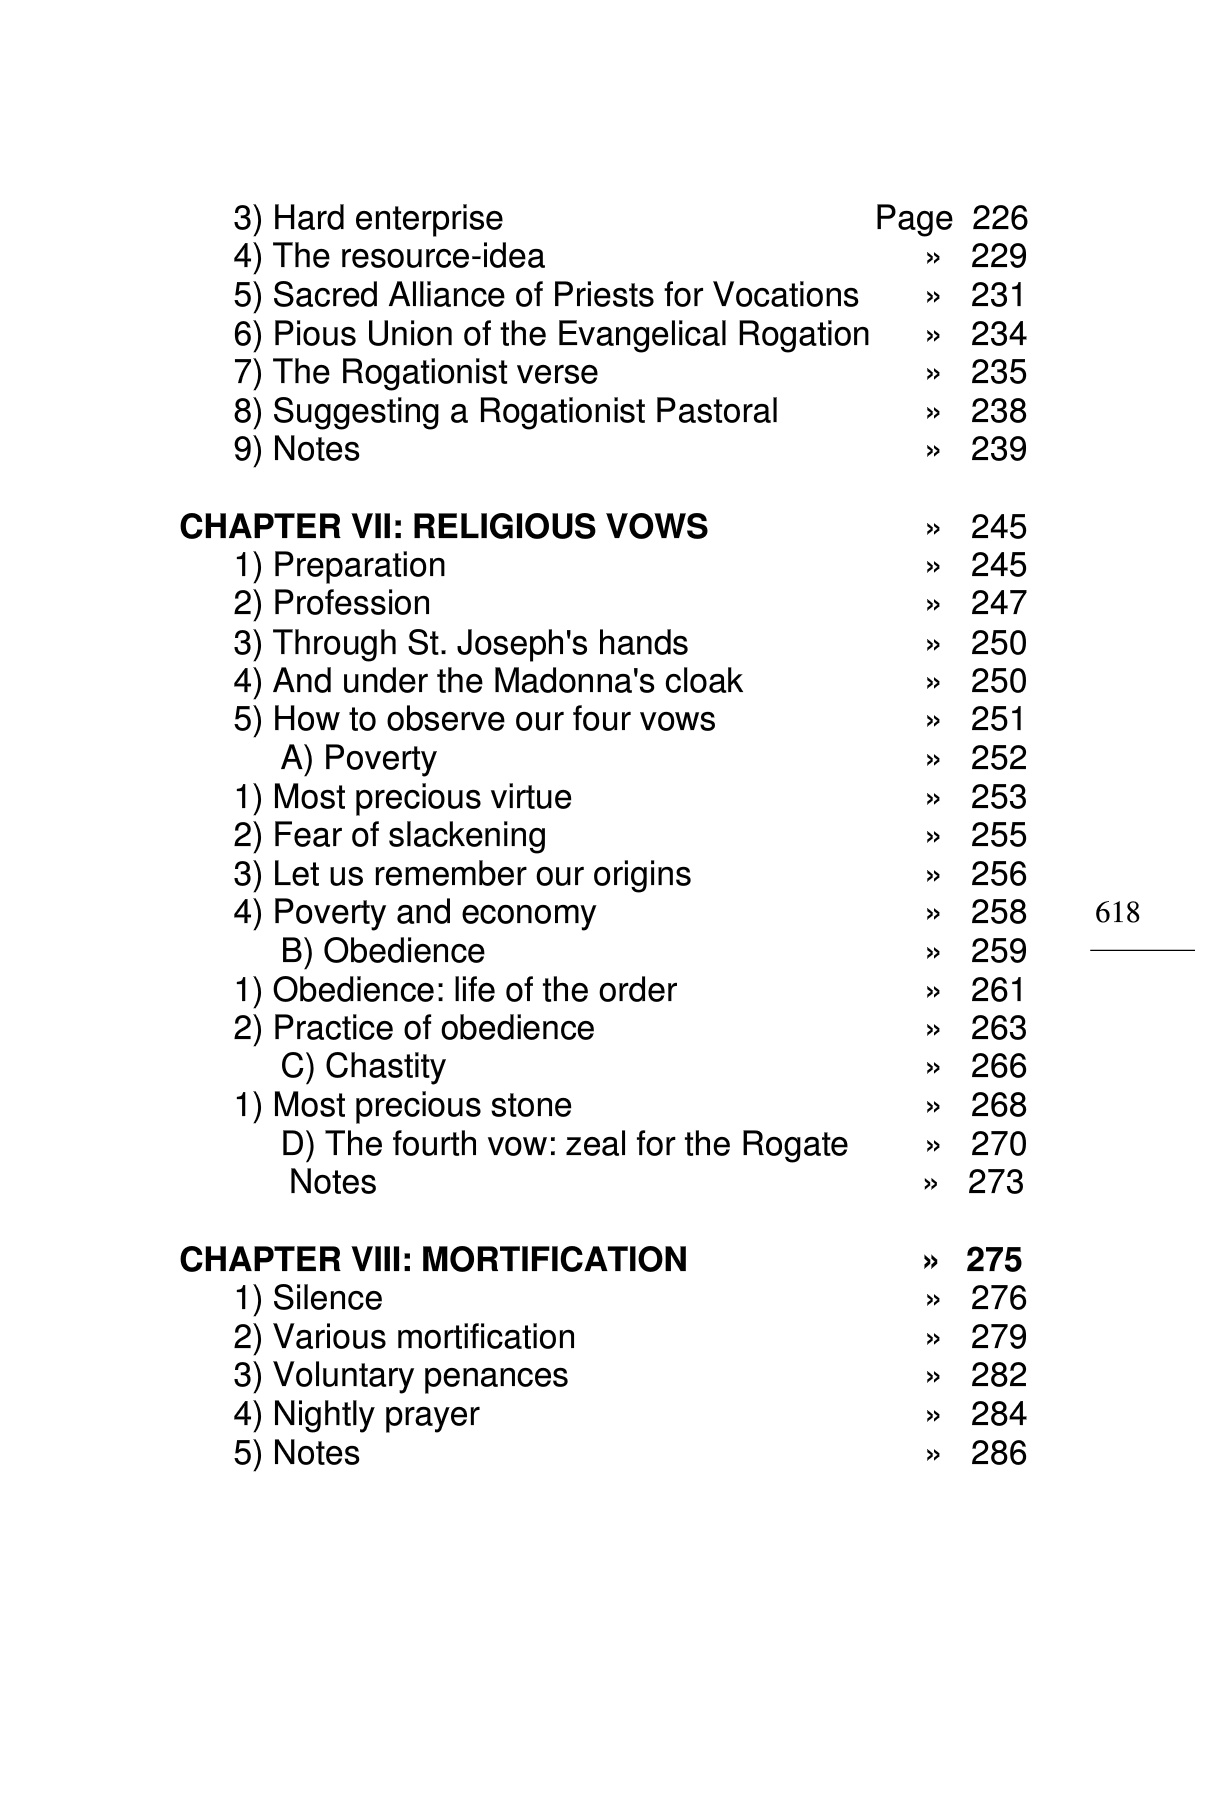 3) Hard enterprise Page 226
4) The resource-idea » 229
5) Sacred Alliance of Priests for Vocations » 231
6) Pious Union of the Evangelical Rogation » 234
7) The Rogationist verse » 235
8) Suggesting a Rogationist Pastoral » 238
9) Notes » 239
CHAPTER VII: RELIGIOUS VOWS » 245
1) Preparation » 245
2) Profession » 247
3) Through St. Joseph's hands » 250
4) And under the Madonna's cloak » 250
5) How to observe our four vows » 251
A) Poverty » 252
1) Most precious virtue » 253
2) Fear of slackening » 255
3) Let us remember our origins » 256
4) Poverty and economy » 258
618
B) Obedience » 259
1) Obedience: life of the order » 261
2) Practice of obedience » 263
C) Chastity » 266
1) Most precious stone » 268
D) The fourth vow: zeal for the Rogate » 270
Notes » 273
CHAPTER VIII: MORTIFICATION » 275
1) Silence » 276
2) Various mortification » 279
3) Voluntary penances » 282
4) Nightly prayer » 284
5) Notes » 286